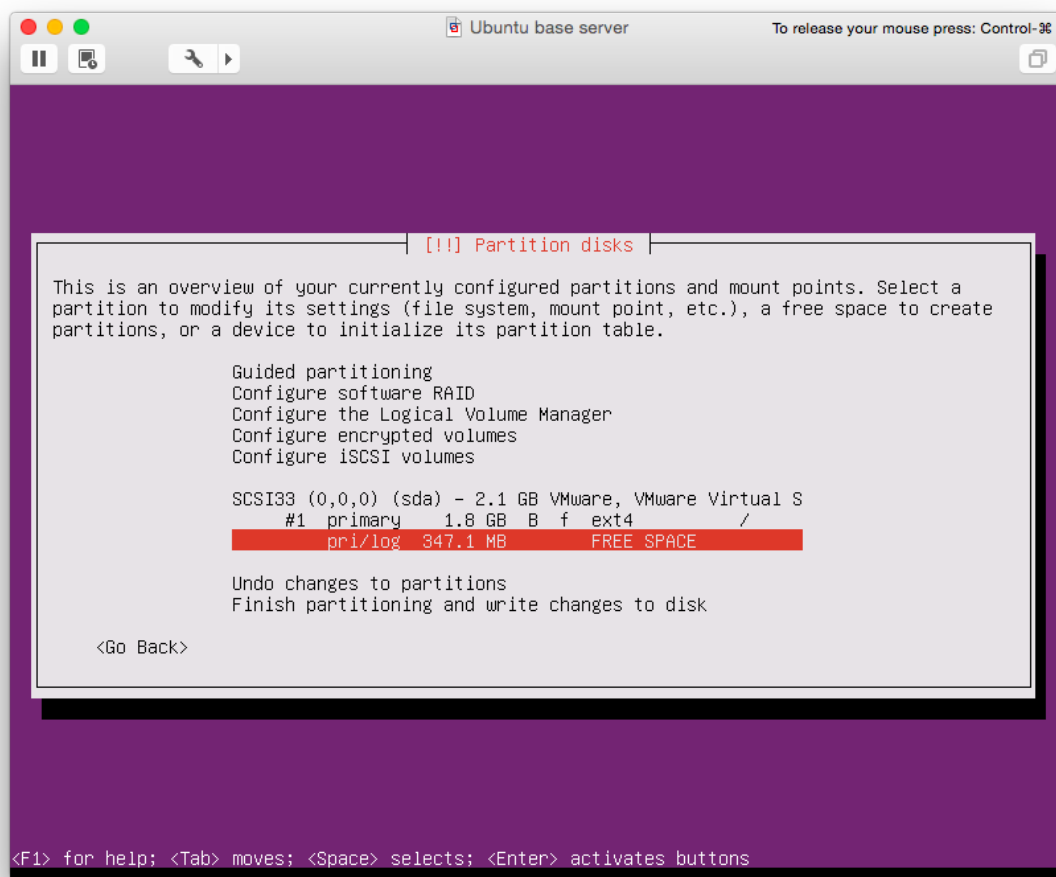 Ubuntu base server
To release your mouse press: Control-⌘
[!!] Partition disks
This is an overview of your currently configured partitions and mount points. Select a
partition to modify its settings (file system, mount point, etc.), a free space to create
partitions, or a device to initialize its partition table.
Guided partitioning
Configure software RAID
Configure the Logical Volume Manager
Configure encrypted volumes
Configure iSCSI volumes
SCSI33 (0,0,0) (sda) - 2.1 GB VMware, VMware Virtual S
#1 primary 1.8 GB B f ext4 /
pri/log 347.1 MB FREE SPACE
Undo changes to partitions
Finish partitioning and write changes to disk
<Go Back>
<F1> for help; <Tab> moves; <Space> selects; <Enter> activates buttons